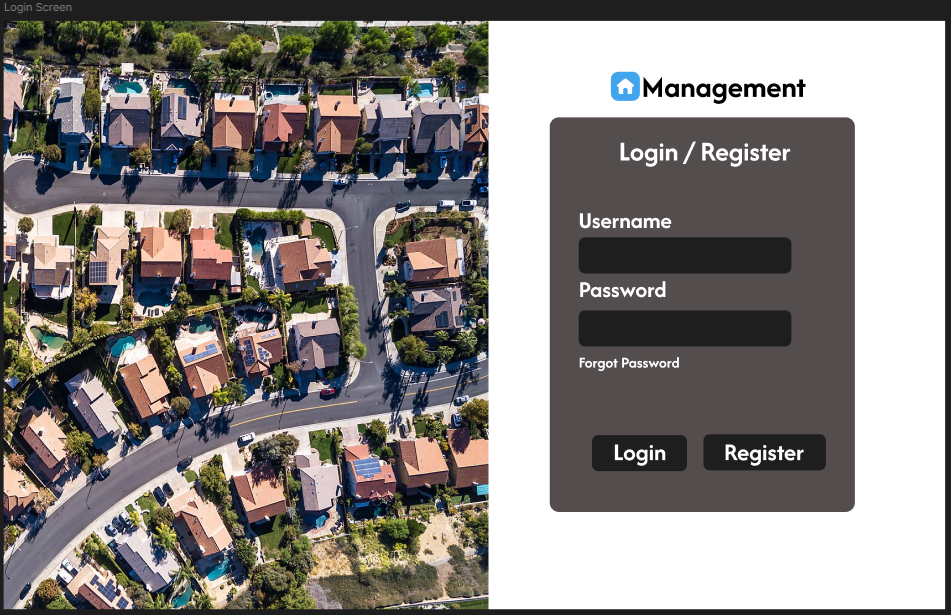 Login Screen
Management
Login / Register
Username
Password
Forgot Password
Login
Register